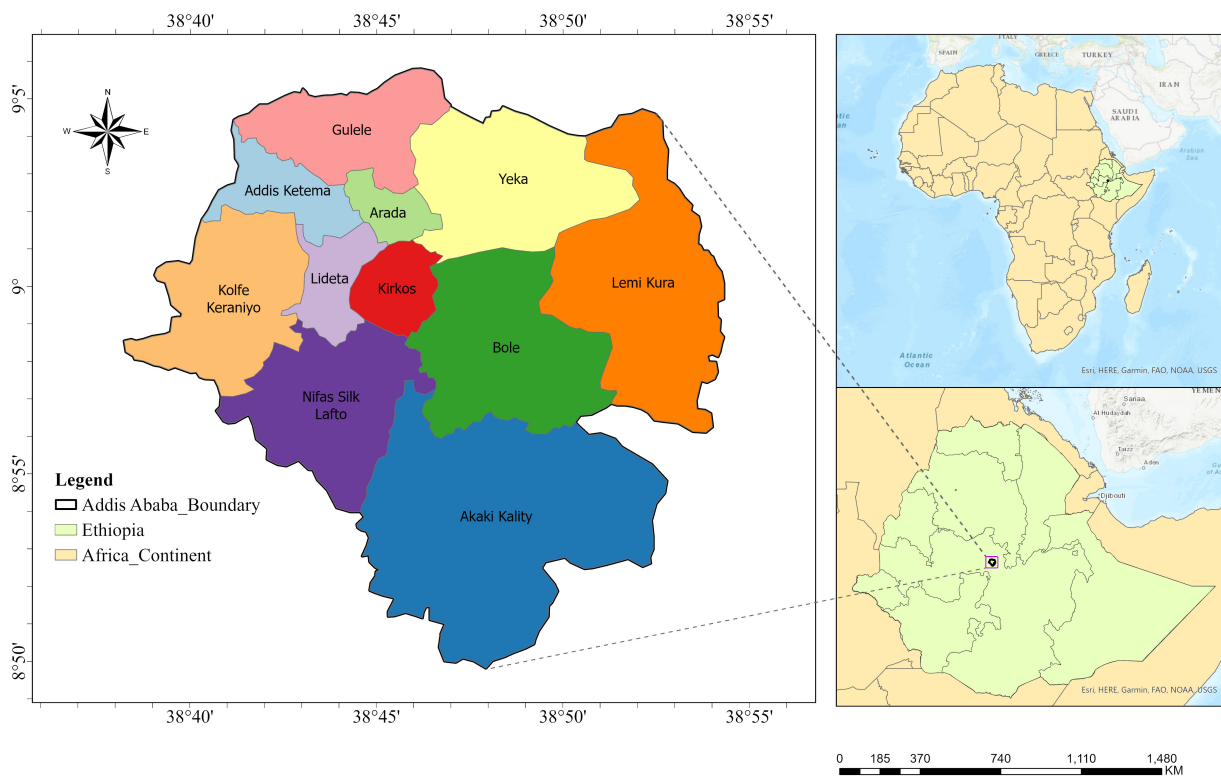 38°40'
38°45'
38°50'
38°55'
9°5'
9°
8°55'
8°50'
N
W
E
S
Gulele
Yeka
Addis Ketema
Arada
Lideta
Kirkos
Lemi Kura
Kolfe
Keraniyo
Bole
Nifas Silk
Lafto
Akaki Kality
Legend
Addis Ababa_Boundary
Ethiopia
Africa_Continent
38°40'
38°45'
38°50'
38°55'
ITALY
SPAIN
GREECE
TURKEY
IRAN
SAUDI
ARABIA
Arabian
Sea
Atlantic
Ocean
Esri, HERE, Garmin, FAO, NOAA, USGS
YEMEN
Sanaa
Al Hudaydah
Taizz
Aden
Djibouti
Esri, HERE, Garmin, FAO, NOAA, USGS
0
185
370
740
1,110
1,480
KM